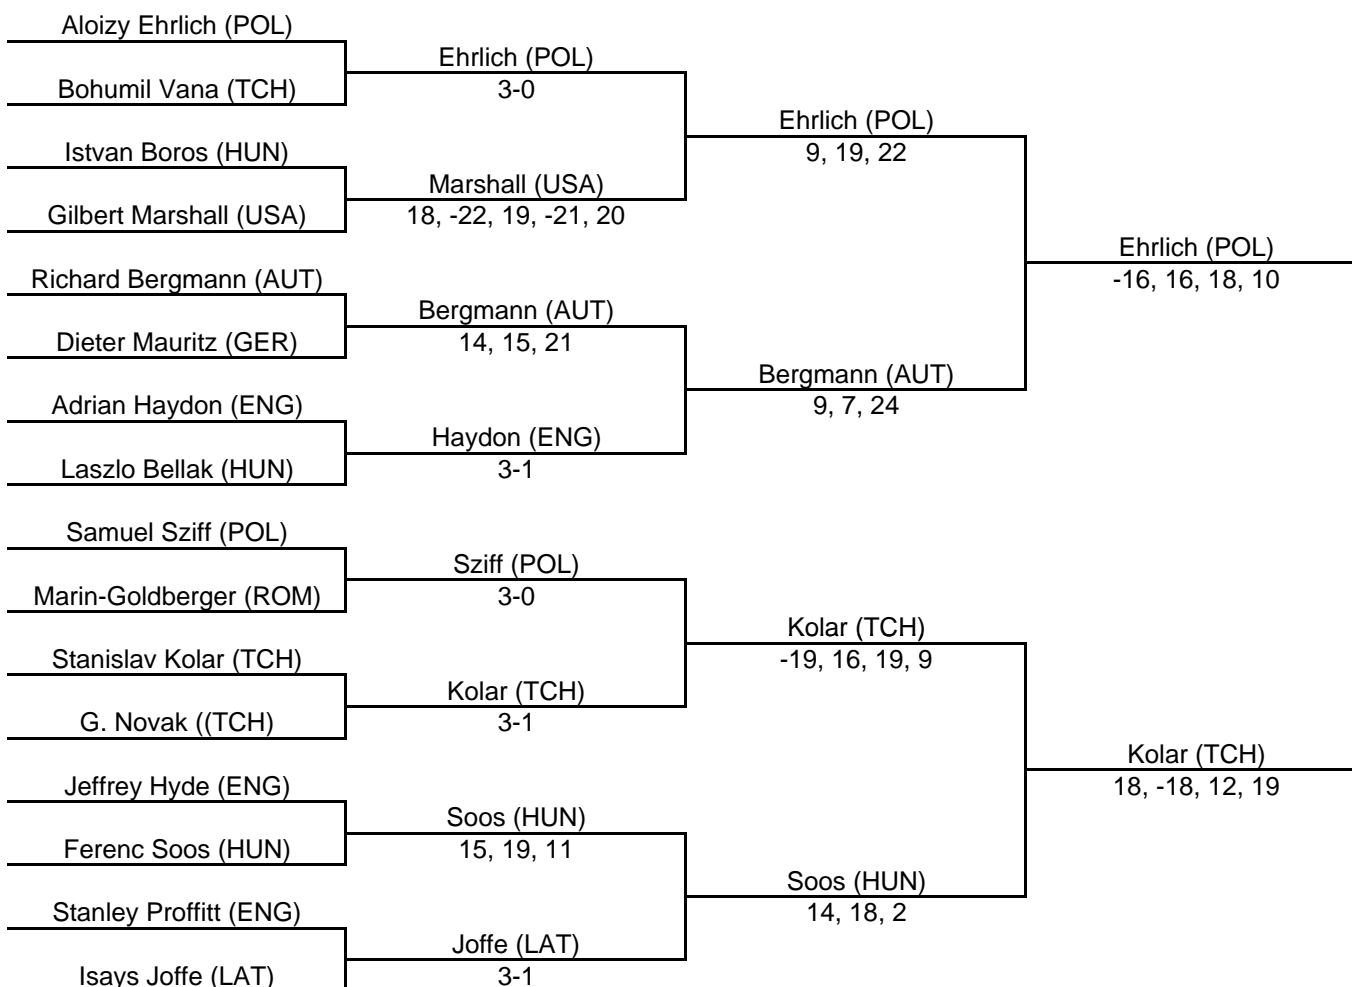 Aloizy Ehrlich (POL)
Bohumil Vana (TCH)
Istvan Boros (HUN)
Gilbert Marshall (USA)
Richard Bergmann (AUT)
Dieter Mauritz (GER)
Adrian Haydon (ENG)
Laszlo Bellak (HUN)
Samuel Sziff (POL)
Marin-Goldberger (ROM)
Stanislav Kolar (TCH)
G. Novak ((TCH)
Jeffrey Hyde (ENG)
Ferenc Soos (HUN)
Stanley Proffitt (ENG)
Isays Joffe (LAT)
Ehrlich (POL)
3-0
Marshall (USA)
18, -22, 19, -21, 20
Bergmann (AUT)
14, 15, 21
Haydon (ENG)
3-1
Sziff (POL)
3-0
Kolar (TCH)
3-1
Soos (HUN)
15, 19, 11
Joffe (LAT)
3-1
Ehrlich (POL)
9, 19, 22
Bergmann (AUT)
9, 7, 24
Kolar (TCH)
-19, 16, 19, 9
Soos (HUN)
14, 18, 2
Ehrlich (POL)
-16, 16, 18, 10
Kolar (TCH)
18, -18, 12, 19